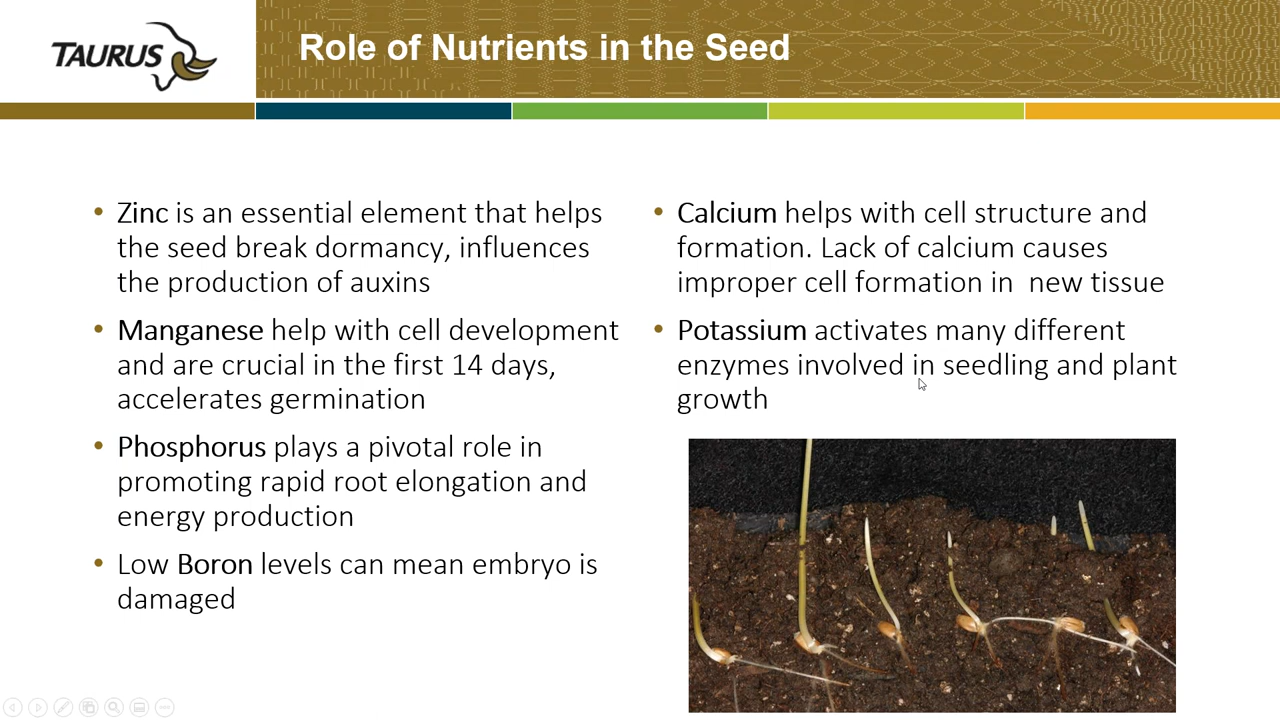 TAURUS
Role of Nutrients in the Seed
• Zinc is an essential element that helps
the seed break dormancy, influences
the production of auxins
• Manganese help with cell development
and are crucial in the first 14 days,
accelerates germination
• Phosphorus plays a pivotal role in
promoting rapid root elongation and
energy production
• Low Boron levels can mean embryo is
damaged
• Calcium helps with cell structure and
formation. Lack of calcium causes
improper cell formation in  new tissue
• Potassium activates many different
enzymes involved in seedling and plant
growth